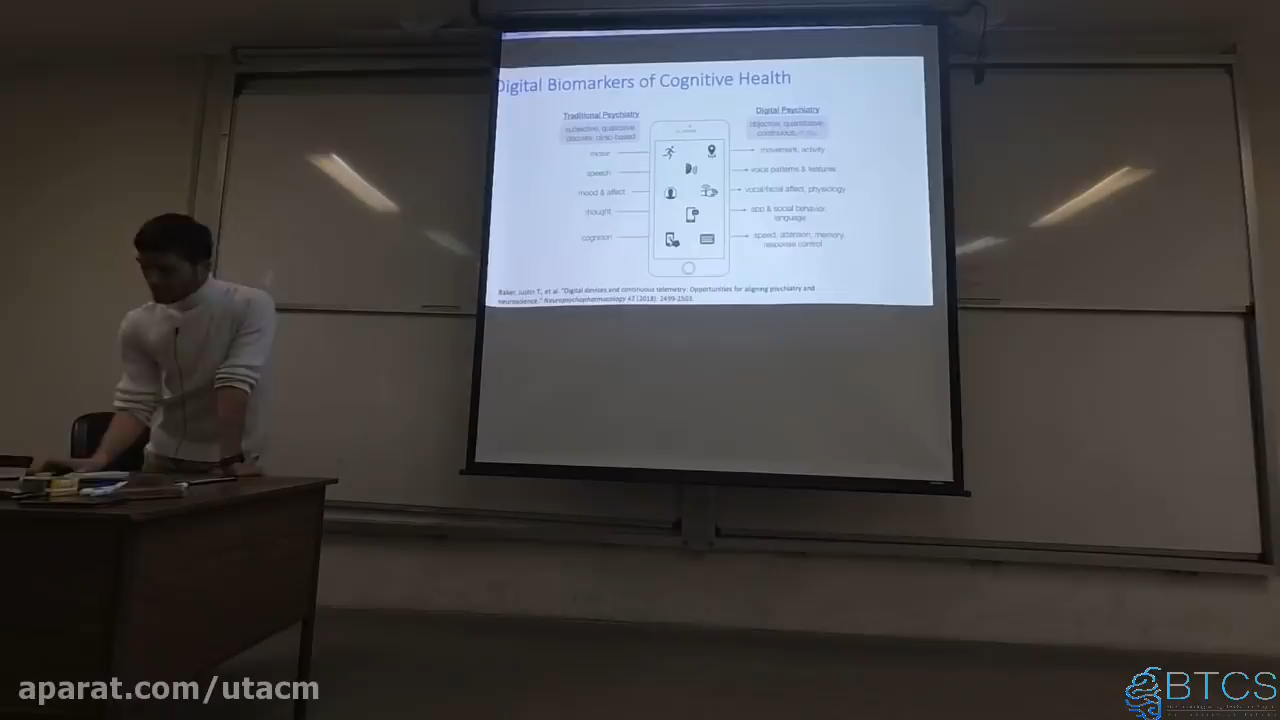 Digital Biomarkers of Cognitive Health
Traditional Psychiatry
subjective, qualitative
discrete, clinic-based
motor
speech
mood & affect
thought
cognition
Digital Psychiatry
objective, quantitative
continuous,
movement, activity
voice patterns & features
vocal/facial affect, physiology
app & social behavior,
language
speed, attention, memory,
response control
Baker, Justin T., et al. "Digital devices and continuous telemetry: Opportunities for aligning psychiatry and
neuroscience." Neuropsychopharmacology 43 (2018): 2499-2503.
aparat.com/utacm
BTCS